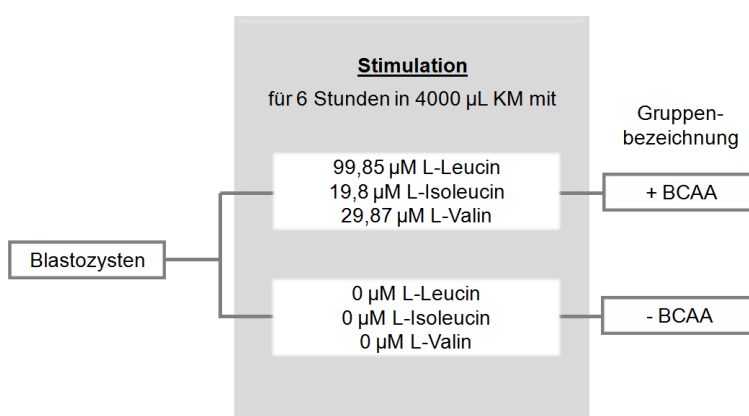 Stimulation
für 6 Stunden in 4000 µL KM mit
Gruppen-
bezeichnung
99,85 µM L-Leucin
19,8 µM L-Isoleucin
29,87 µM L-Valin
+ BCAA
Blastozysten
0 µM L-Leucin
0 µM L-Isoleucin
0 µM L-Valin
- BCAA